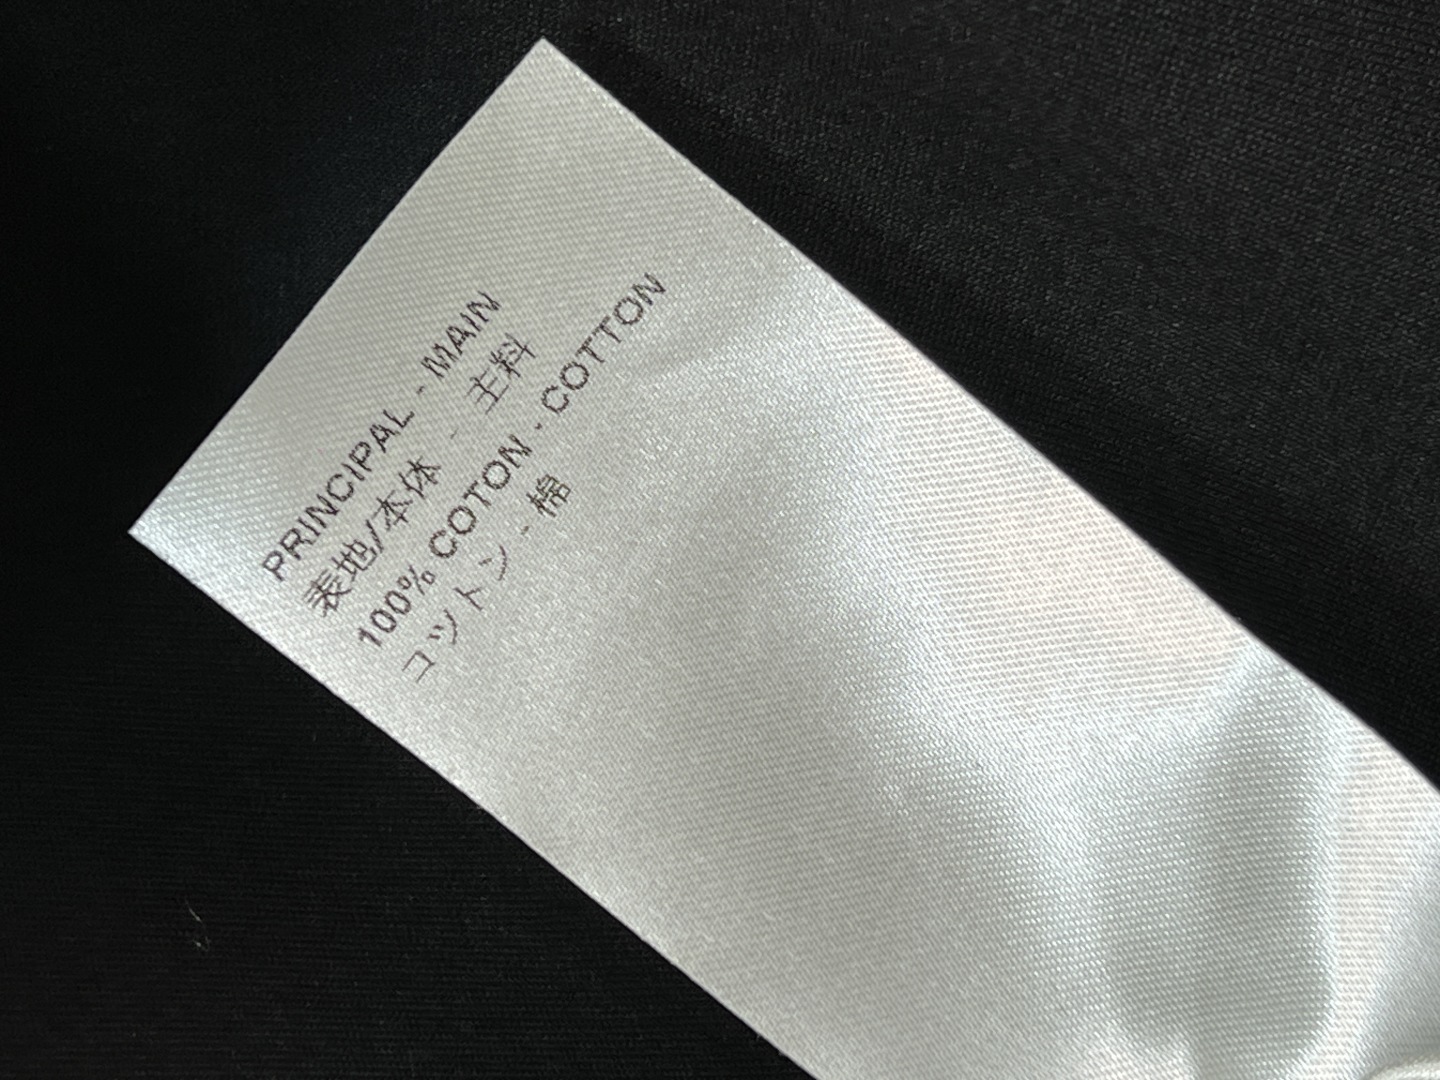 PRINCIPAL - MAIN
表地/本体 - 主料
100% COTON - COTTON
コットン - 棉